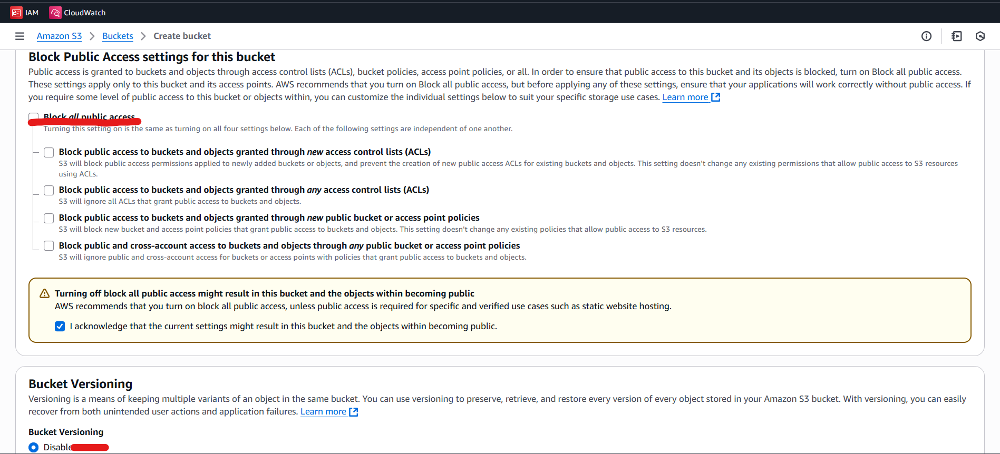 IAM CloudWatch
Amazon S3 > Buckets > Create bucket
Block Public Access settings for this bucket
Public access is granted to buckets and objects through access control lists (ACLs), bucket policies, access point policies, or all. In order to ensure that public access to this bucket and its objects is blocked, turn on Block all public access.
These settings apply only to this bucket and its access points. AWS recommends that you turn on Block all public access, but before applying any of these settings, ensure that your applications will work correctly without public access. If
you require some level of public access to this bucket or objects within, you can customize the individual settings below to suit your specific storage use cases. Learn more
Block all public access
Turning this setting on is the same as turning on all four settings below. Each of the following settings are independent of one another.
Block public access to buckets and objects granted through new access control lists (ACLs)
S3 will block public access permissions applied to newly added buckets or objects, and prevent the creation of new public access ACLs for existing buckets and objects. This setting doesn't change any existing permissions that allow public access to S3 resources
using ACLs.
Block public access to buckets and objects granted through any access control lists (ACLs)
S3 will ignore all ACLs that grant public access to buckets and objects.
Block public access to buckets and objects granted through new public bucket or access point policies
S3 will block new bucket and access point policies that grant public access to buckets and objects. This setting doesn't change any existing policies that allow public access to S3 resources.
Block public and cross-account access to buckets and objects through any public bucket or access point policies
S3 will ignore public and cross-account access for buckets or access points with policies that grant public access to buckets and objects.
Turning off block all public access might result in this bucket and the objects within becoming public
AWS recommends that you turn on block all public access, unless public access is required for specific and verified use cases such as static website hosting.
I acknowledge that the current settings might result in this bucket and the objects within becoming public.
Bucket Versioning
Versioning is a means of keeping multiple variants of an object in the same bucket. You can use versioning to preserve, retrieve, and restore every version of every object stored in your Amazon S3 bucket. With versioning, you can easily
recover from both unintended user actions and application failures. Learn more
Bucket Versioning
Disable